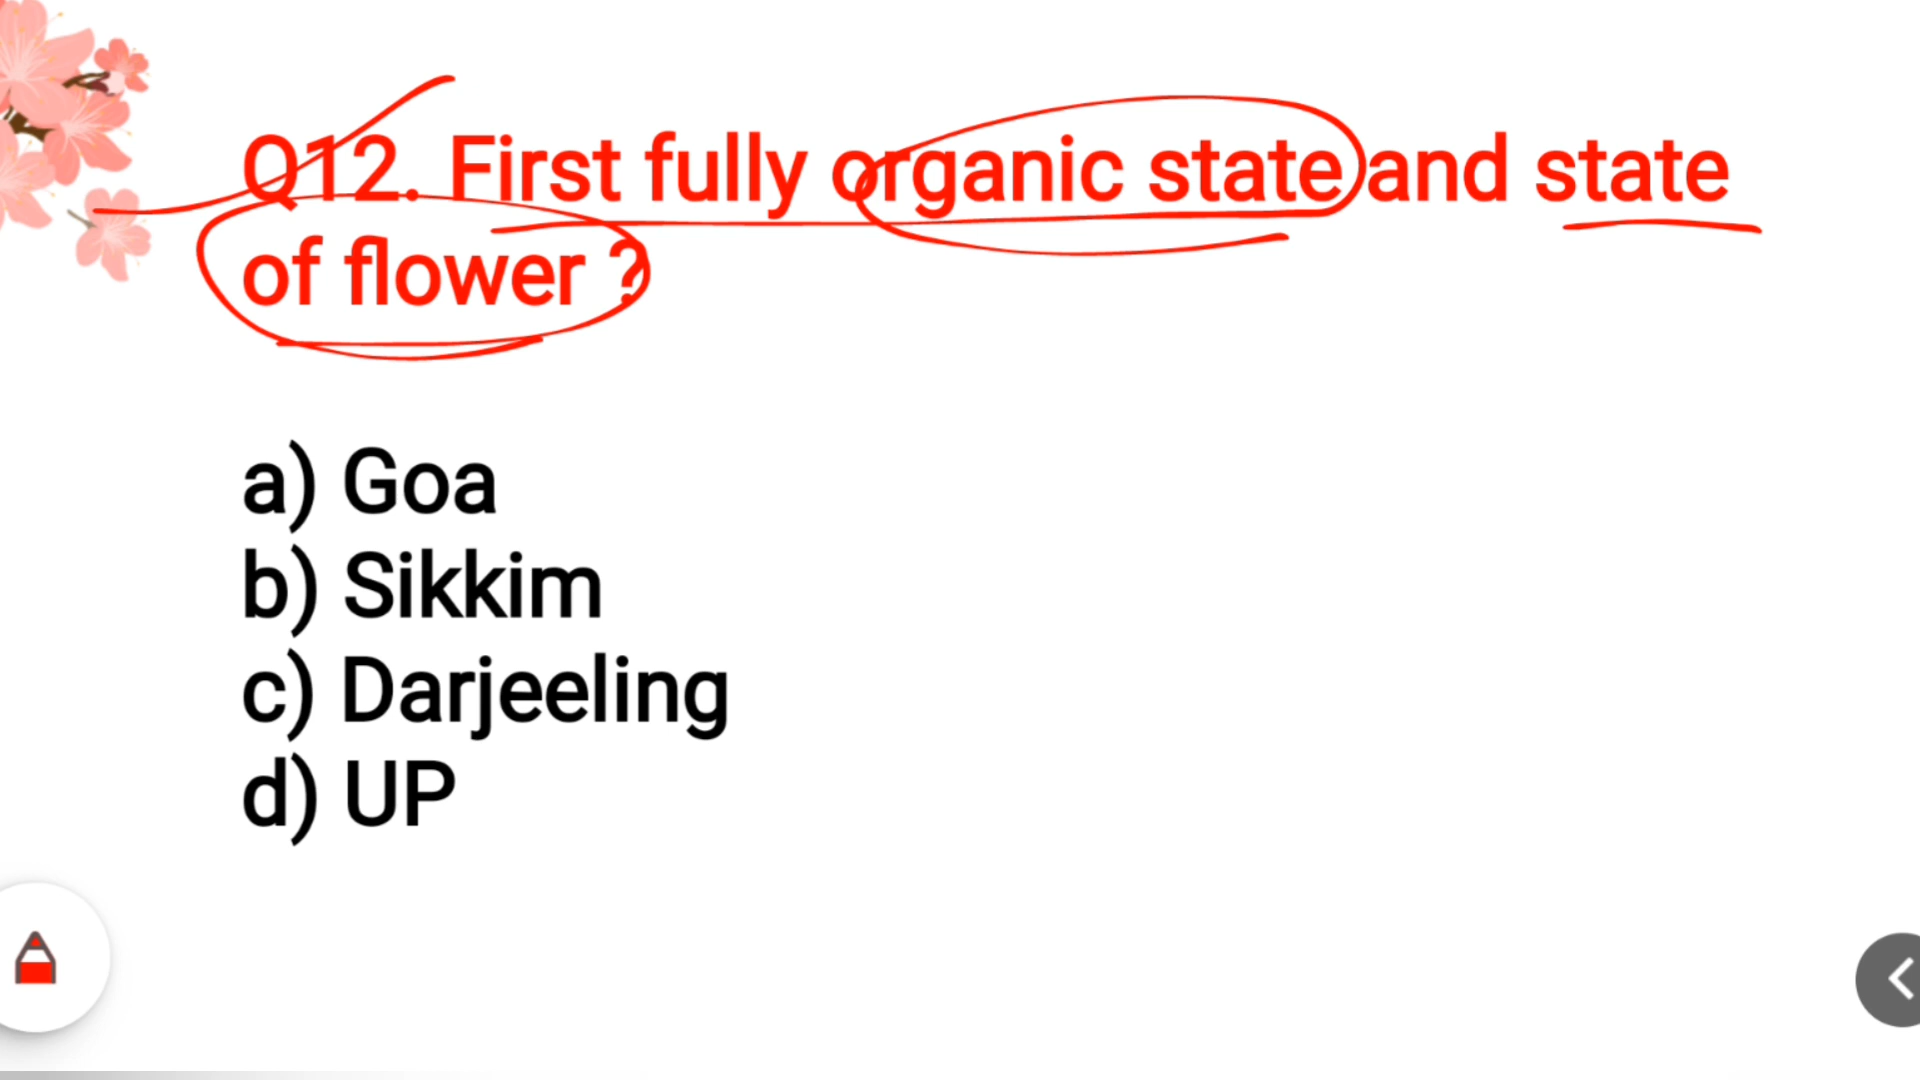 Q12. First fully organic state and state
of flower ?
a) Goa
b) Sikkim
c) Darjeeling
d) UP